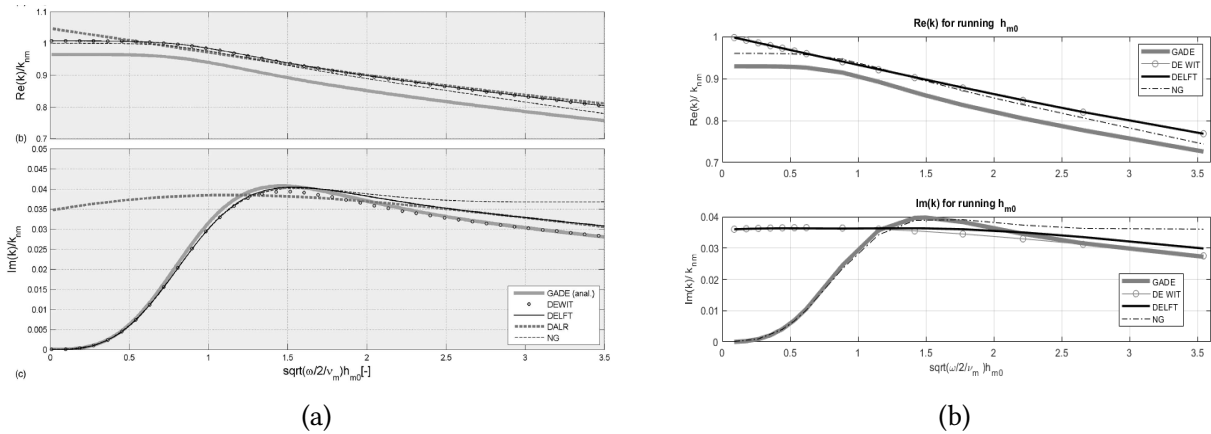 1.1
1
0.9
0.8
0.7
Re(k)/k_nm
(b)
0.05
0.045
0.04
0.035
0.03
0.025
0.02
0.015
0.01
0.005
0
Im(k)/k_nm
GADE (anal.)
DEWIT
DELFT
DALR
NG
0 0.5 1 1.5 2 2.5 3 3.5
sqrt(ω/2/ν_m)h_m0[-]
(c)
(a)
Re(k) for running h_m0
1
0.9
0.8
0.7
Re(k)/ k_nm
GADE
DE WIT
DELFT
NG
0 0.5 1 1.5 2 2.5 3 3.5
Im(k) for running h_m0
0.04
0.03
0.02
0.01
0
Im(k)/ k_nm
GADE
DE WIT
DELFT
NG
0 0.5 1 1.5 2 2.5 3 3.5
sqrt(ω/2/ν_m)h_m0
(b)